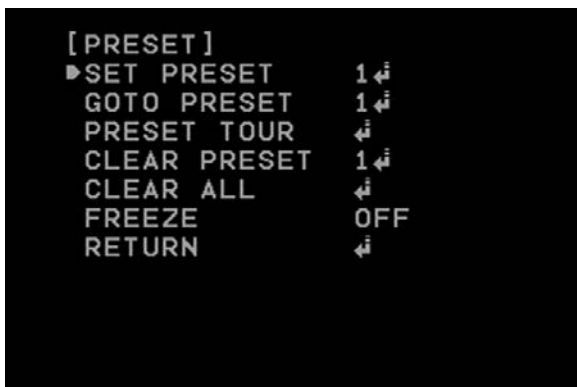 [PRESET]
SET PRESET 1↲
GOTO PRESET 1↲
PRESET TOUR ↲
CLEAR PRESET 1↲
CLEAR ALL ↲
FREEZE OFF
RETURN ↲